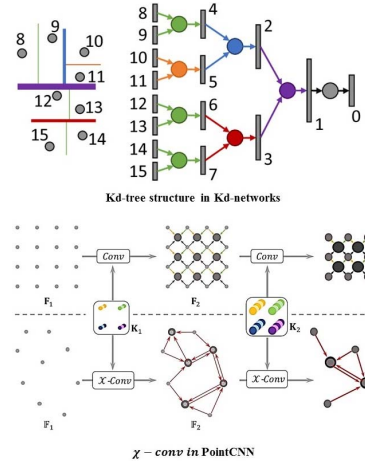 8 9 10
11
12 13
15 14
8 4
9
10 2
11 5
12 6
13
14 3
15 7
1 0
Kd-tree structure in Kd-networks
Conv Conv
F₁ F₂
K₁ K₂
X-Conv X-Conv
𝔽₁ 𝔽₂
χ − conv in PointCNN